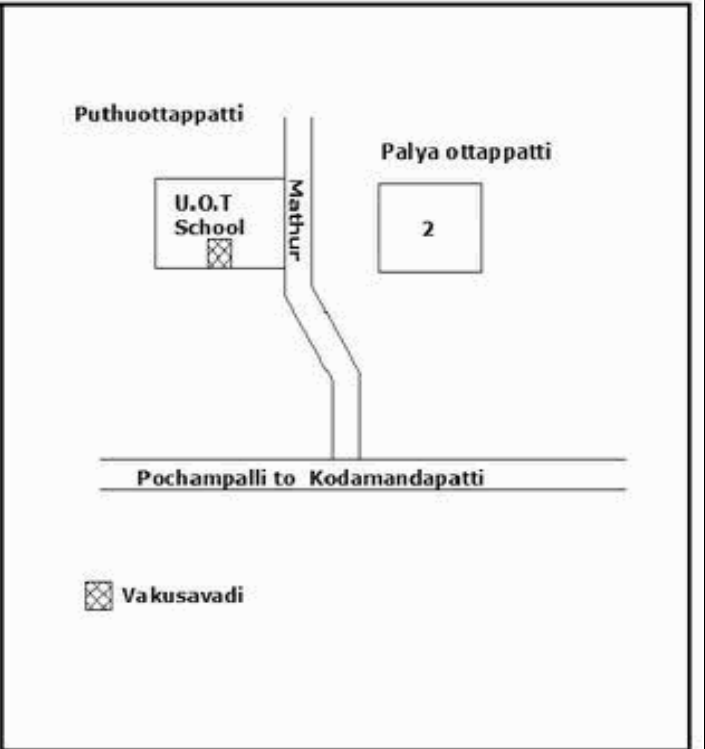 Puthuottappatti
Palya ottappatti
U.O.T
School
Mathur
2
Pochampalli to Kodamandapatti
Vakusavadi